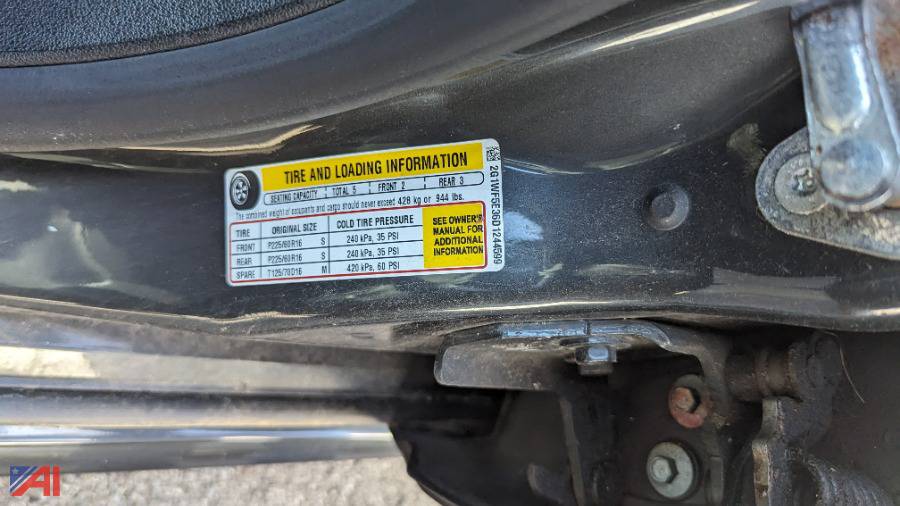 TIRE AND LOADING INFORMATION
SEATING CAPACITY TOTAL 5 FRONT 2 REAR 3
The combined weight of occupants and cargo should never exceed 428 kg or 944 lbs.
TIRE ORIGINAL SIZE COLD TIRE PRESSURE
FRONT P225/60R16 S 240 kPa, 35 PSI
REAR P225/60R16 S 240 kPa, 35 PSI
SPARE T125/70D16 M 420 kPa, 60 PSI
SEE OWNER'S
MANUAL FOR
ADDITIONAL
INFORMATION
2G1WF5E36D1244599
AI